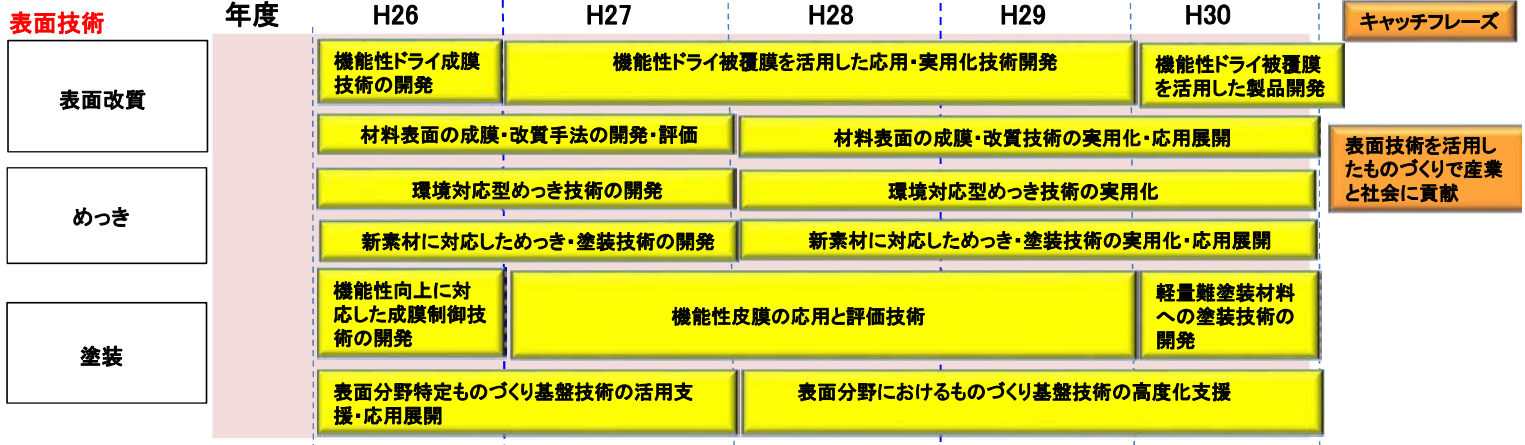 表面技術
年度 H26 H27 H28 H29 H30
キャッチフレーズ
表面改質
機能性ドライ成膜
技術の開発
機能性ドライ被覆膜を活用した応用・実用化技術開発
機能性ドライ被覆膜
を活用した製品開発
材料表面の成膜・改質手法の開発・評価
材料表面の成膜・改質技術の実用化・応用展開
表面技術を活用し
たものづくりで産業
と社会に貢献
めっき
環境対応型めっき技術の開発
環境対応型めっき技術の実用化
新素材に対応しためっき・塗装技術の開発
新素材に対応しためっき・塗装技術の実用化・応用展開
塗装
機能性向上に対
応した成膜制御技
術の開発
機能性皮膜の応用と評価技術
軽量難塗装材料
への塗装技術の
開発
表面分野特定ものづくり基盤技術の活用支
援・応用展開
表面分野におけるものづくり基盤技術の高度化支援